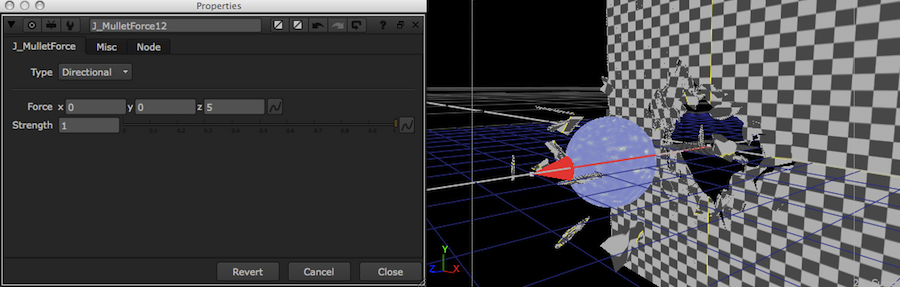 Properties
J_MulletForce12
J_MulletForce Misc Node
Type Directional
Force x 0 y 0 z 5
Strength 1
0 0.1 0.2 0.3 0.4 0.5 0.6 0.7 0.8 0.9
Revert Cancel Close
Y
Z X